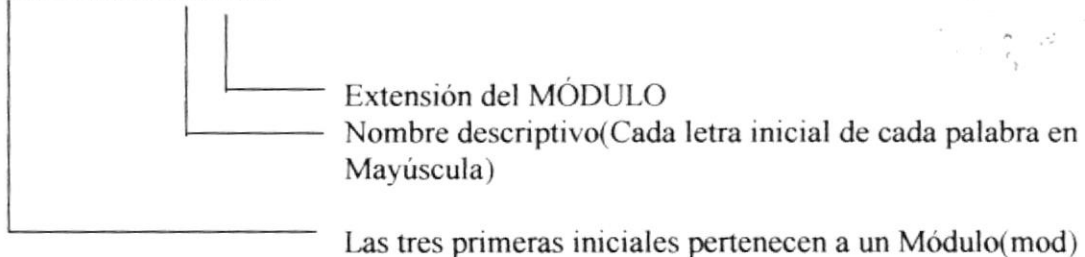 Extensión del MÓDULO
Nombre descriptivo(Cada letra inicial de cada palabra en
Mayúscula)
Las tres primeras iniciales pertenecen a un Módulo(mod)